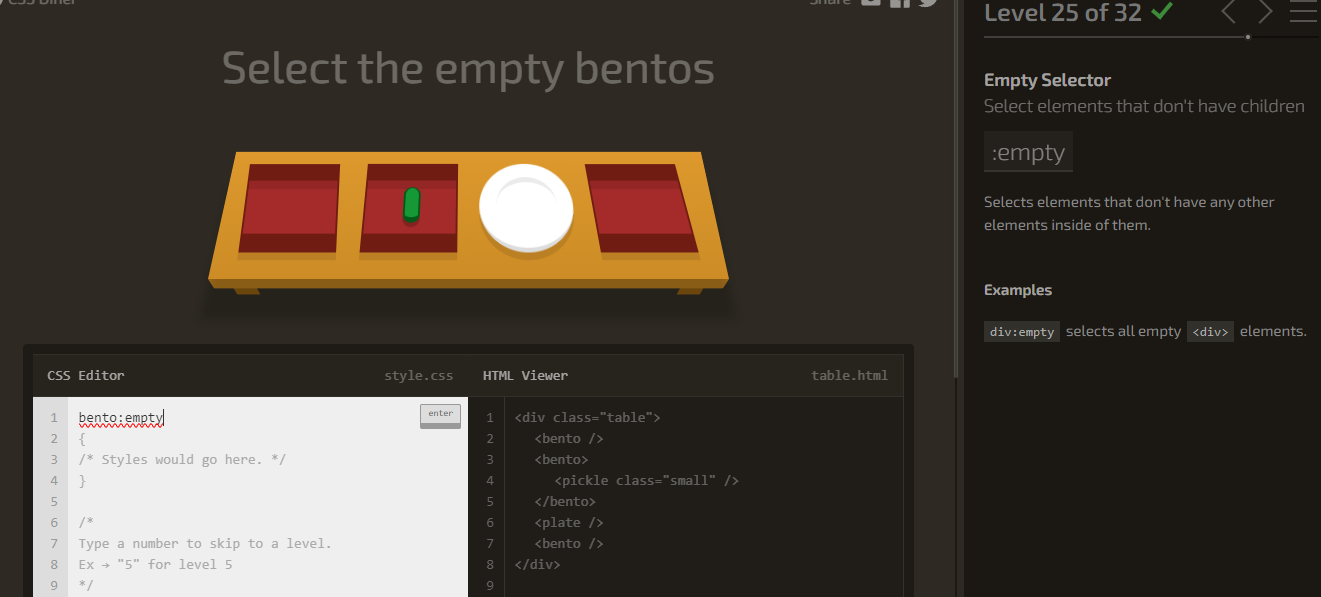 CSS Diner
Share
Select the empty bentos
CSS Editor
style.css
1 bento:empty
enter
2 {
3 /* Styles would go here. */
4 }
5
6 /*
7 Type a number to skip to a level.
8 Ex → "5" for level 5
9 */
HTML Viewer
table.html
1 <div class="table">
2 <bento />
3 <bento>
4 <pickle class="small" />
5 </bento>
6 <plate />
7 <bento />
8 </div>
9
Level 25 of 32
Empty Selector
Select elements that don't have children
:empty
Selects elements that don't have any other
elements inside of them.
Examples
div:empty selects all empty <div> elements.